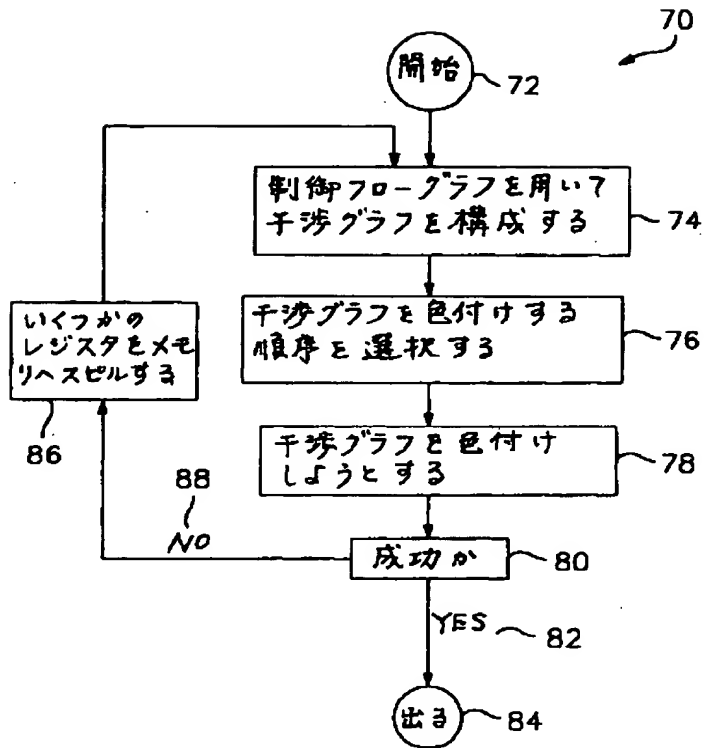 70
開始
72
制御フローグラフを用いて
干渉グラフを構成する
74
干渉グラフを色付けする
順序を選択する
76
いくつかの
レジスタをメモ
リへスピルする
86
干渉グラフを色付け
しようとする
78
88
NO
成功か
80
YES
82
出る
84